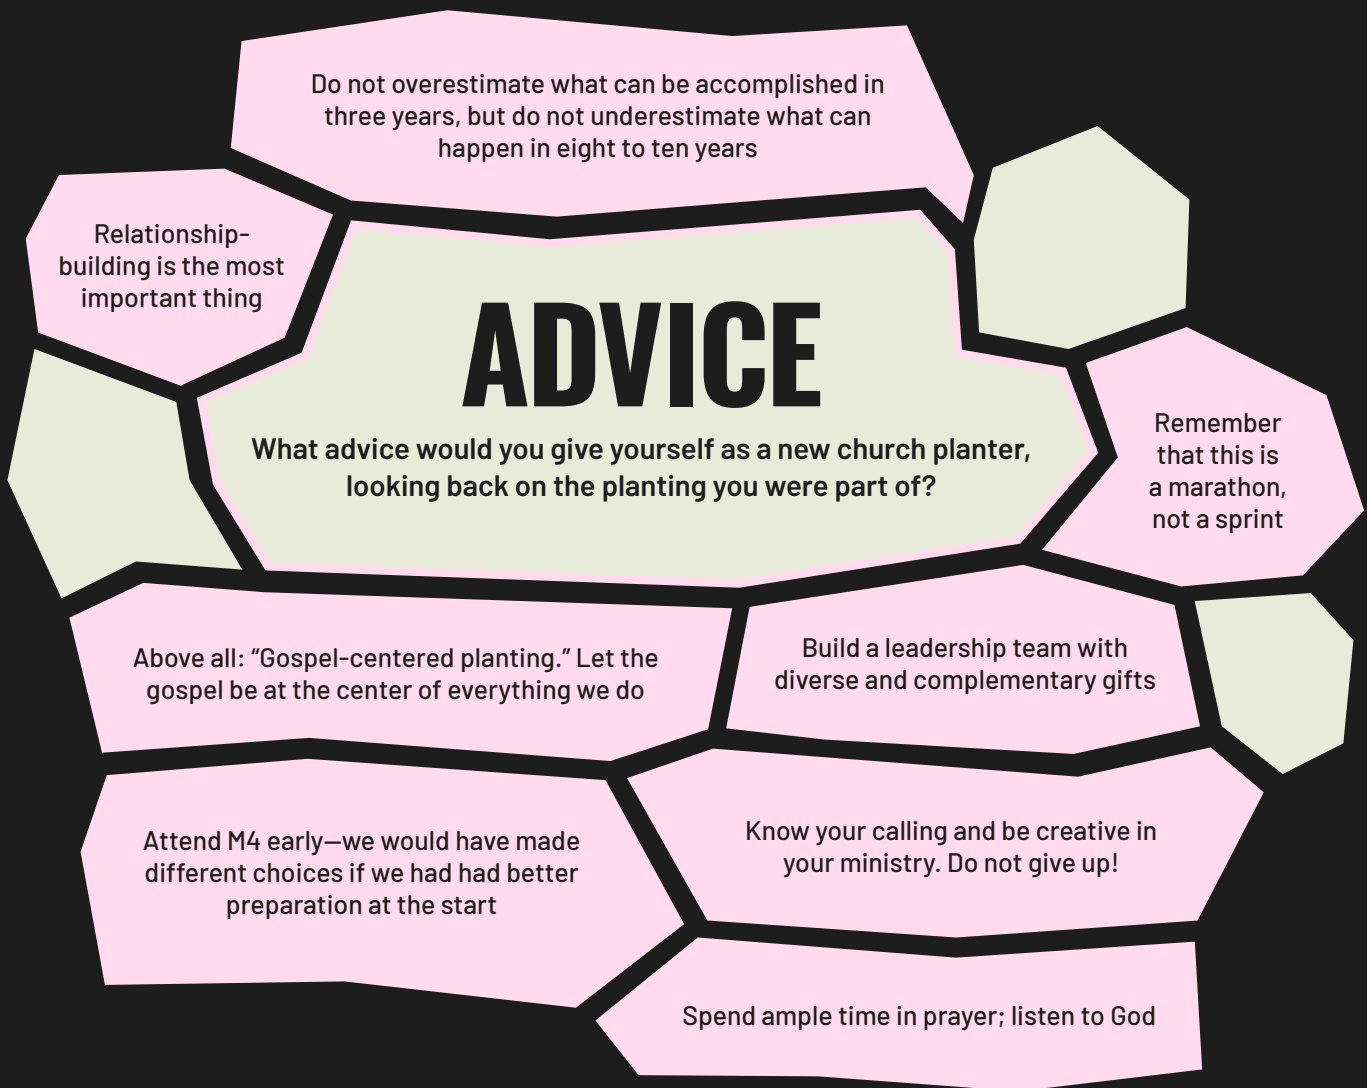 Do not overestimate what can be accomplished in
three years, but do not underestimate what can
happen in eight to ten years
Relationship-
building is the most
important thing
ADVICE
What advice would you give yourself as a new church planter,
looking back on the planting you were part of?
Remember
that this is
a marathon,
not a sprint
Above all: “Gospel-centered planting.” Let the
gospel be at the center of everything we do
Build a leadership team with
diverse and complementary gifts
Attend M4 early—we would have made
different choices if we had had better
preparation at the start
Know your calling and be creative in
your ministry. Do not give up!
Spend ample time in prayer; listen to God